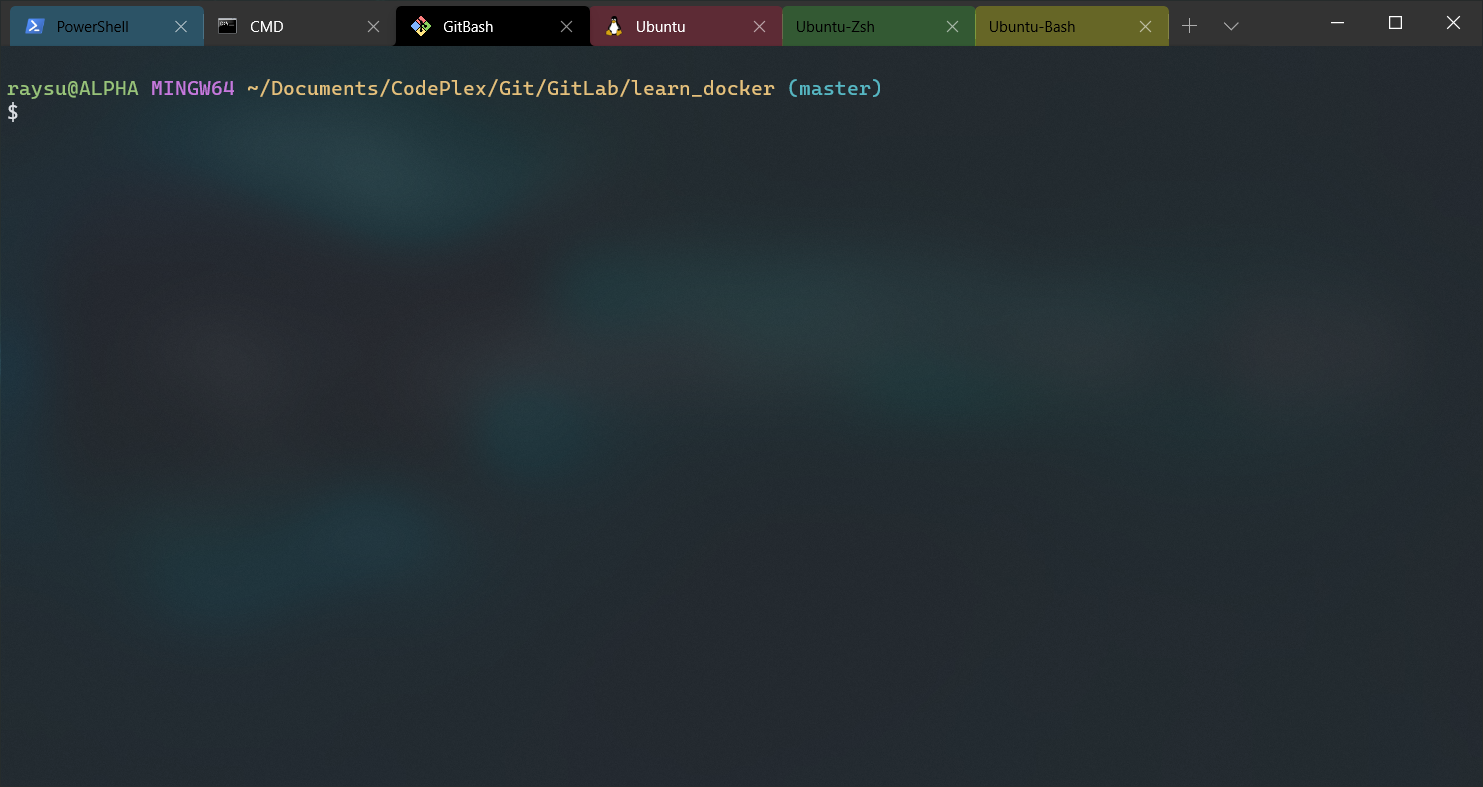 PowerShell CMD GitBash Ubuntu Ubuntu-Zsh Ubuntu-Bash
raysu@ALPHA MINGW64 ~/Documents/CodePlex/Git/GitLab/learn_docker (master)
$